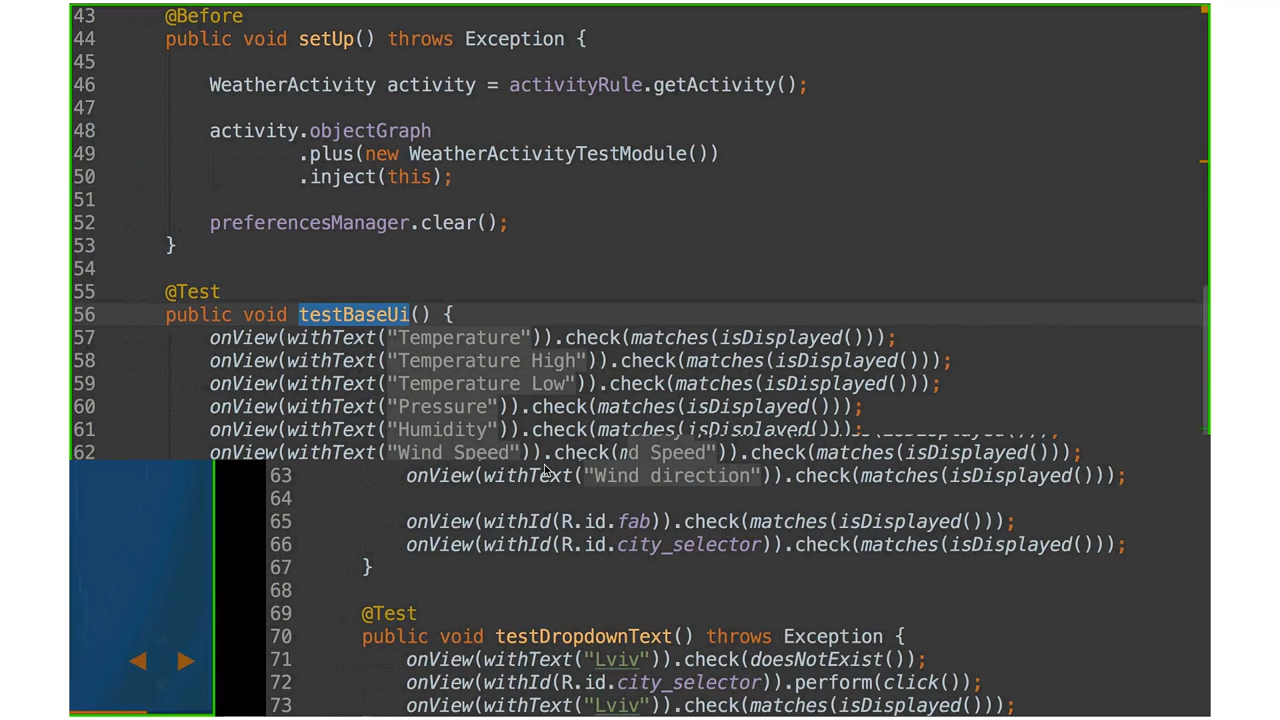 43 @Before
44 public void setUp() throws Exception {
45
46 WeatherActivity activity = activityRule.getActivity();
47
48 activity.objectGraph
49 .plus(new WeatherActivityTestModule())
50 .inject(this);
51
52 preferencesManager.clear();
53 }
54
55 @Test
56 public void testBaseUi() {
57 onView(withText("Temperature")).check(matches(isDisplayed()));
58 onView(withText("Temperature High")).check(matches(isDisplayed()));
59 onView(withText("Temperature Low")).check(matches(isDisplayed()));
60 onView(withText("Pressure")).check(matches(isDisplayed()));
61 onView(withText("Humidity")).check(matches(isDisplayed()));
62 onView(withText("Wind Speed")).check(nd Speed")).check(matches(isDisplayed()));
63 onView(withText("Wind direction")).check(matches(isDisplayed()));
64
65 onView(withId(R.id.fab)).check(matches(isDisplayed()));
66 onView(withId(R.id.city_selector)).check(matches(isDisplayed()));
67 }
68
69 @Test
70 public void testDropdownText() throws Exception {
71 onView(withText("Lviv")).check(doesNotExist());
72 onView(withId(R.id.city_selector)).perform(click());
73 onView(withText("Lviv")).check(matches(isDisplayed()));